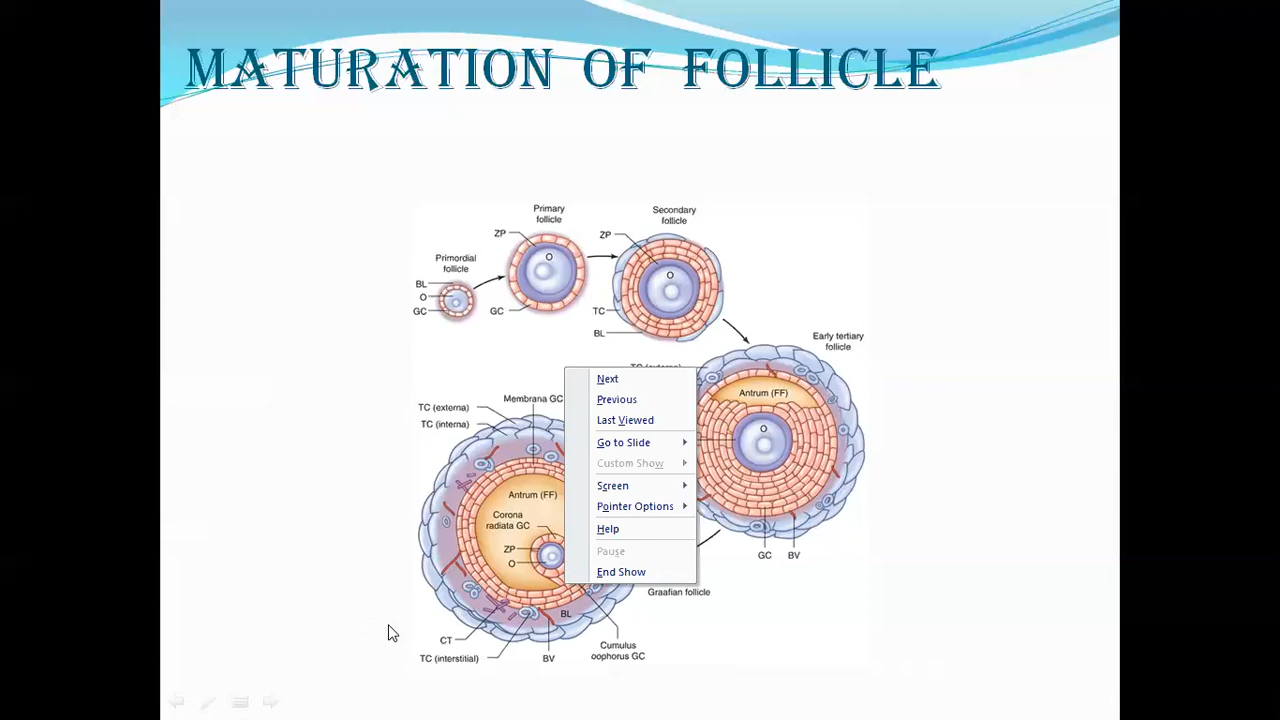 MATURATION OF FOLLICLE
Primary
follicle
Secondary
follicle
ZP
ZP
O
Primordial
follicle
BL
O
GC
GC
O
TC
BL
Early tertiary
follicle
Antrum (FF)
O
GC
BV
TC (externa)
TC (interna)
Membrana GC
Antrum (FF)
Corona
radiata GC
ZP
O
BL
CT
TC (interstitial)
BV
Cumulus
oophorus GC
Graafian follicle
Next
Previous
Last Viewed
Go to Slide
Custom Show
Screen
Pointer Options
Help
Pause
End Show